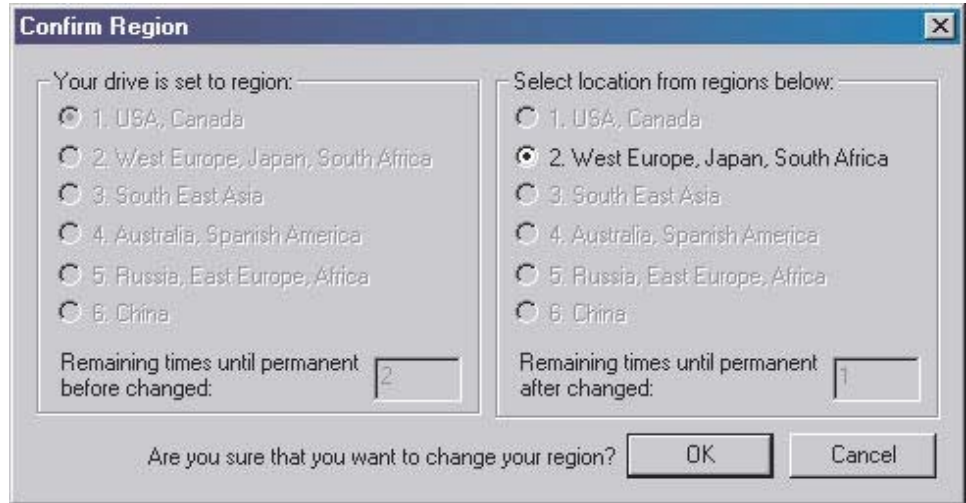 Confirm Region
Your drive is set to region:
1. USA, Canada
2. West Europe, Japan, South Africa
3. South East Asia
4. Australia, Spanish America
5. Russia, East Europe, Africa
6. China
Remaining times until permanent
before changed:
2
Select location from regions below:
1. USA, Canada
2. West Europe, Japan, South Africa
3. South East Asia
4. Australia, Spanish America
5. Russia, East Europe, Africa
6. China
Remaining times until permanent
after changed:
1
Are you sure that you want to change your region?
OK
Cancel